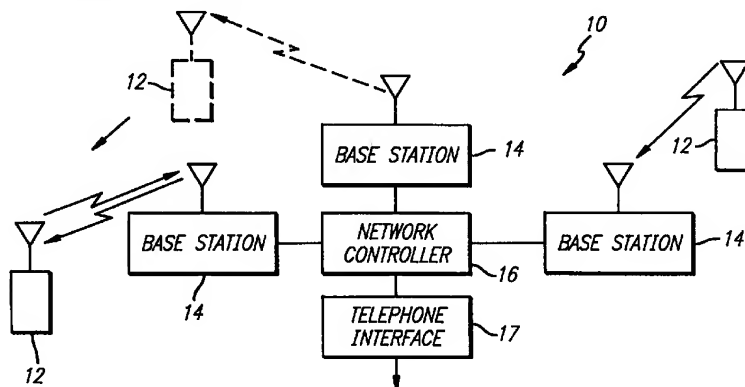 10
12
12
BASE STATION
14
BASE STATION
14
NETWORK
CONTROLLER
16
BASE STATION
14
TELEPHONE
INTERFACE
17
12